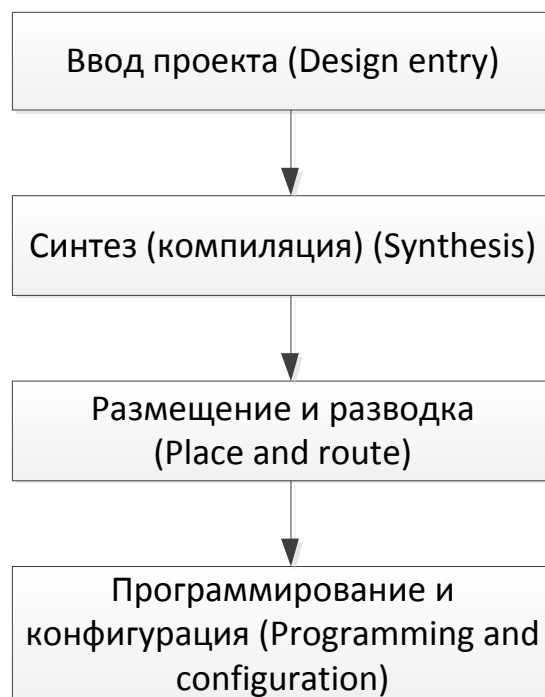 Ввод проекта (Design entry)
Синтез (компиляция) (Synthesis)
Размещение и разводка
(Place and route)
Программирование и
конфигурация (Programming and
configuration)